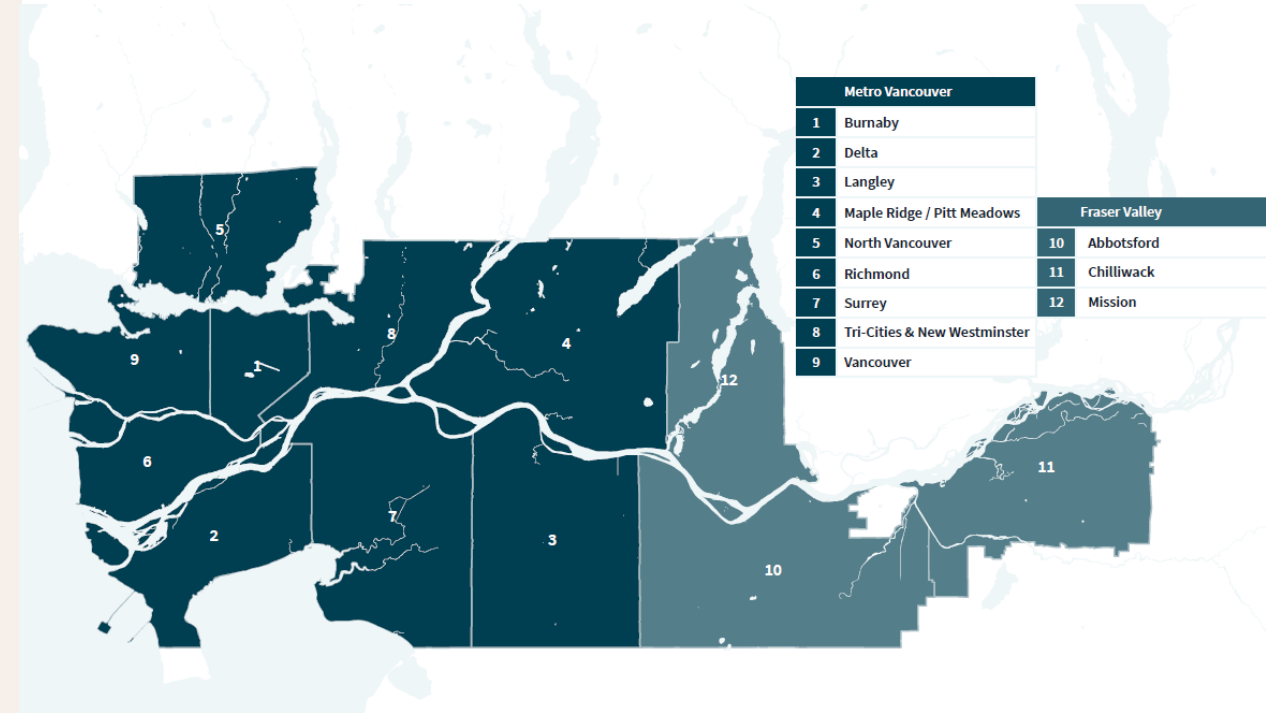 Metro Vancouver
1 Burnaby
2 Delta
3 Langley
4 Maple Ridge / Pitt Meadows
5 North Vancouver
6 Richmond
7 Surrey
8 Tri-Cities & New Westminster
9 Vancouver
Fraser Valley
10 Abbotsford
11 Chilliwack
12 Mission
5
8
4
9
1
12
6
11
7
2
3
10